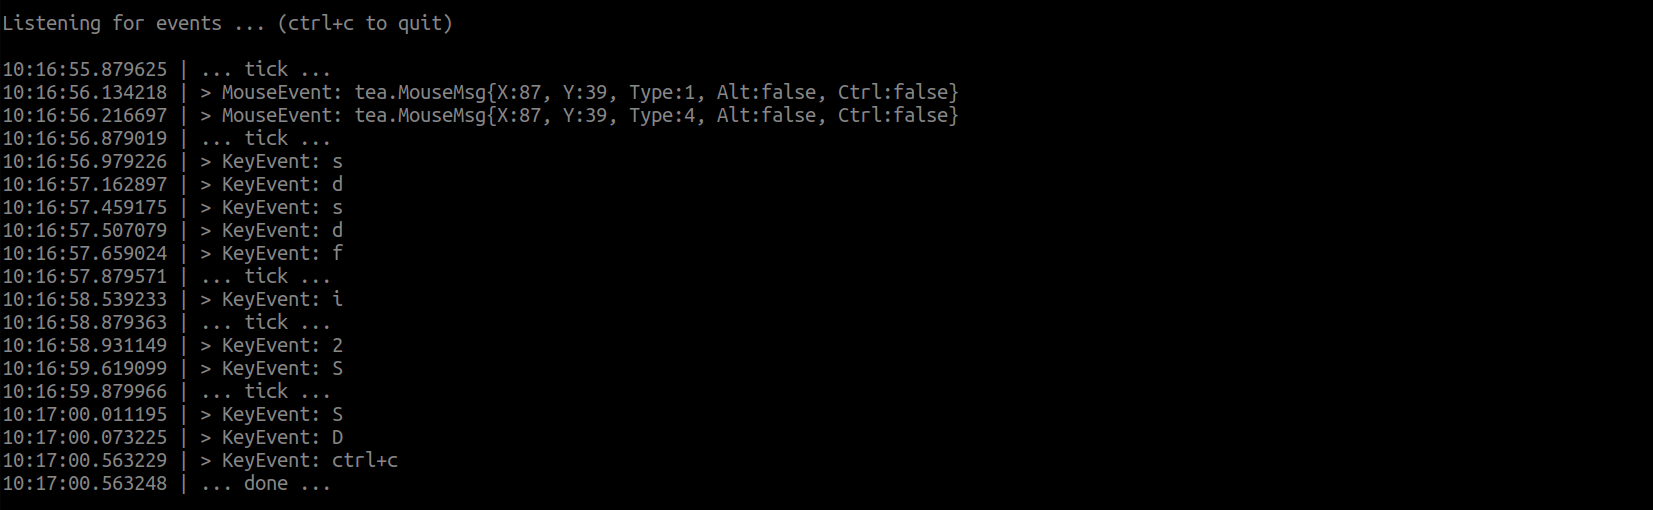 Listening for events ... (ctrl+c to quit)
10:16:55.879625 | ... tick ...
10:16:56.134218 | > MouseEvent: tea.MouseMsg{X:87, Y:39, Type:1, Alt:false, Ctrl:false}
10:16:56.216697 | > MouseEvent: tea.MouseMsg{X:87, Y:39, Type:4, Alt:false, Ctrl:false}
10:16:56.879019 | ... tick ...
10:16:56.979226 | > KeyEvent: s
10:16:57.162897 | > KeyEvent: d
10:16:57.459175 | > KeyEvent: s
10:16:57.507079 | > KeyEvent: d
10:16:57.659024 | > KeyEvent: f
10:16:57.879571 | ... tick ...
10:16:58.539233 | > KeyEvent: i
10:16:58.879363 | ... tick ...
10:16:58.931149 | > KeyEvent: 2
10:16:59.619099 | > KeyEvent: S
10:16:59.879966 | ... tick ...
10:17:00.011195 | > KeyEvent: S
10:17:00.073225 | > KeyEvent: D
10:17:00.563229 | > KeyEvent: ctrl+c
10:17:00.563248 | ... done ...